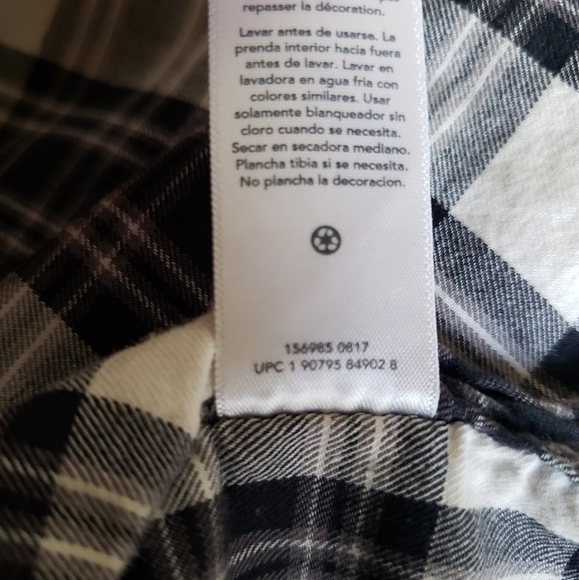 repasser la décoration.
Lavar antes de usarse. La
prenda interior hacia fuera
antes de lavar. Lavar en
lavadora en agua fria con
colores similares. Usar
solamente blanqueador sin
cloro cuando se necesita.
Secar en secadora mediano.
Plancha tibia si se necesita.
No plancha la decoracion.
156985 0817
UPC 1 90795 84902 8